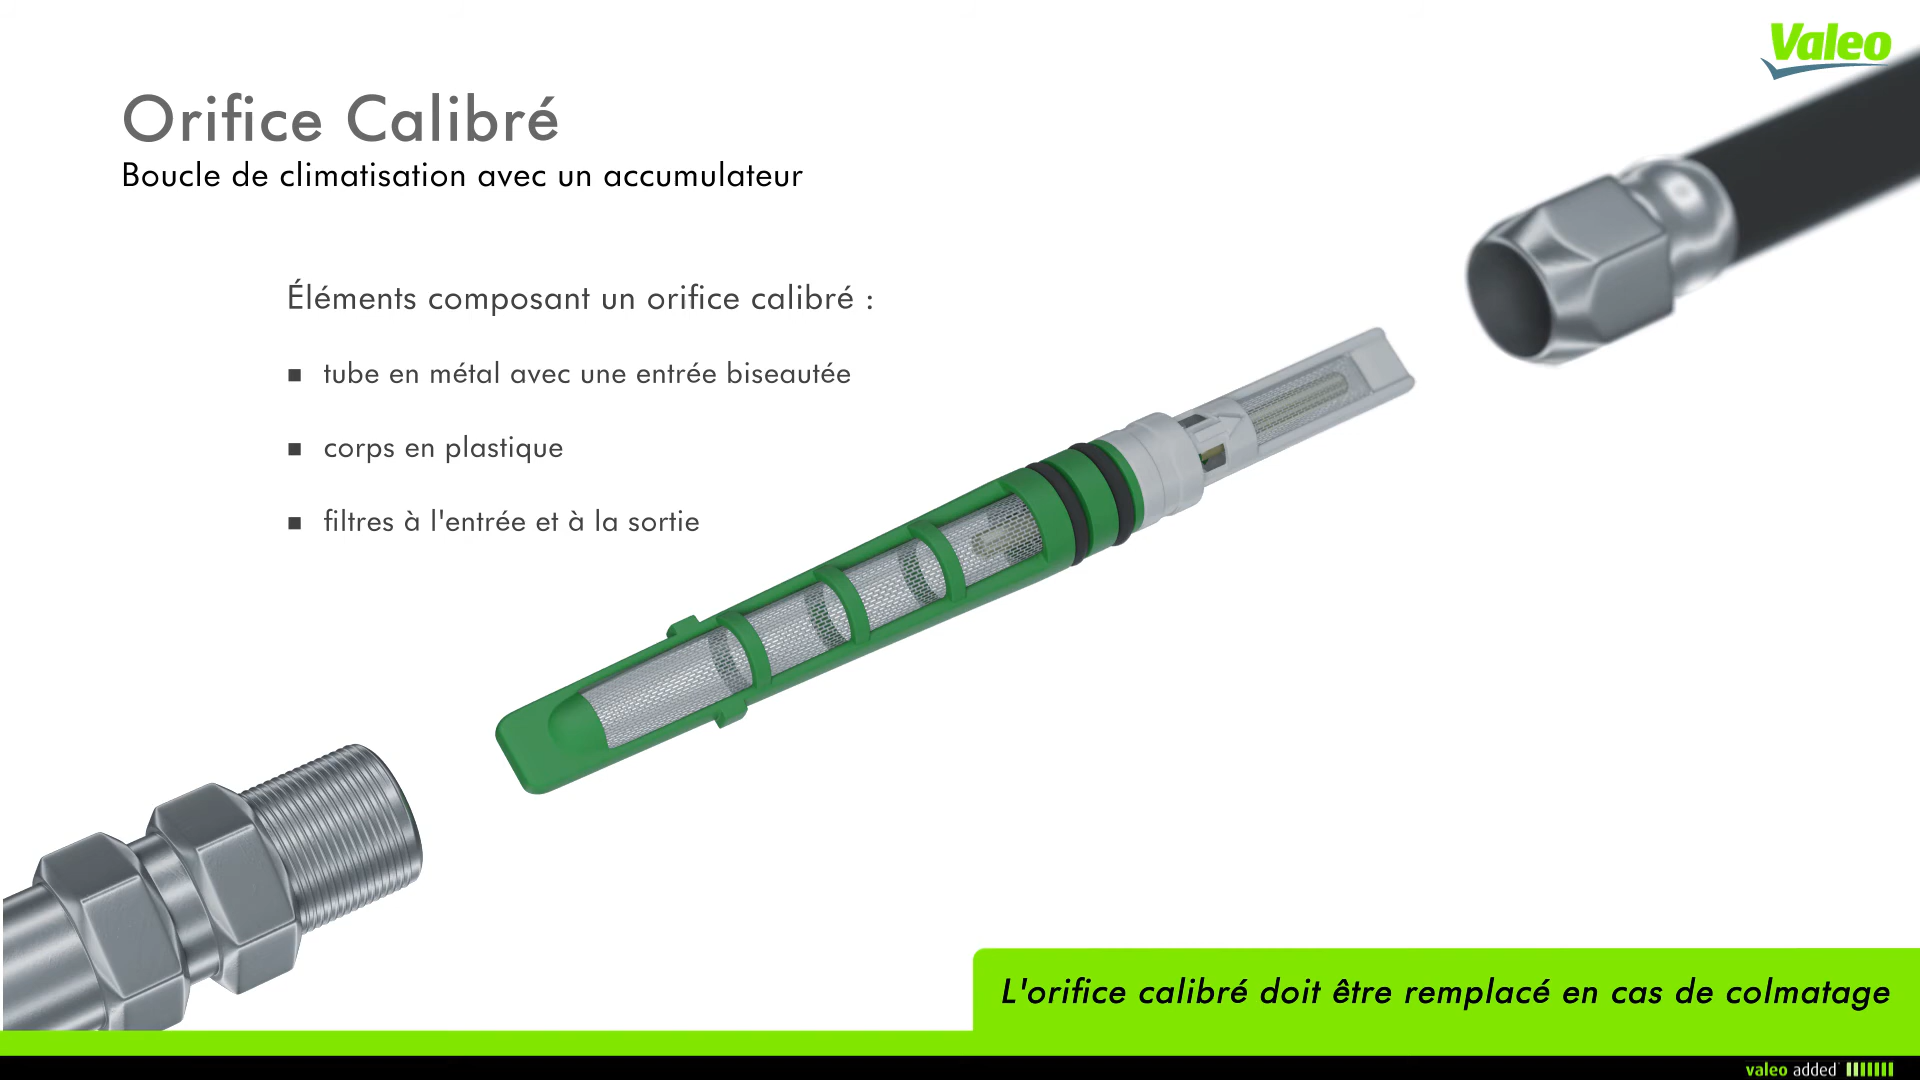 Valeo
Orifice Calibré
Boucle de climatisation avec un accumulateur
Éléments composant un orifice calibré :
▪ tube en métal avec une entrée biseautée
▪ corps en plastique
▪ filtres à l'entrée et à la sortie
L'orifice calibré doit être remplacé en cas de colmatage
valeo added